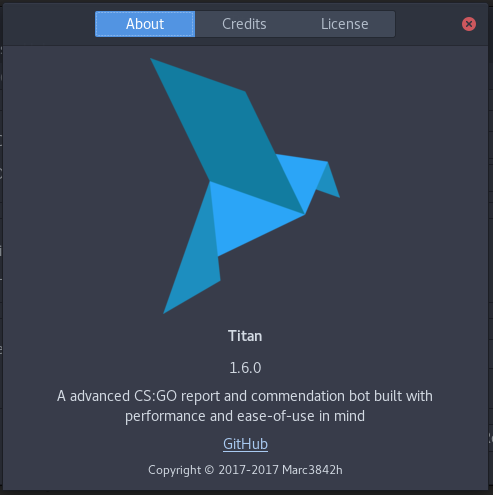 About Credits License
Titan
1.6.0
A advanced CS:GO report and commendation bot built with
performance and ease-of-use in mind
GitHub
Copyright © 2017-2017 Marc3842h